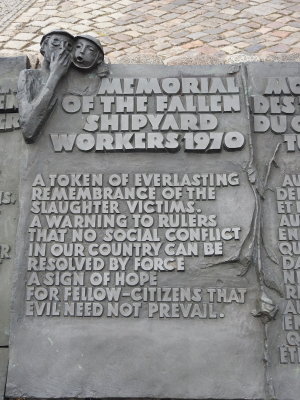 MEMORIAL
OF THE FALLEN
SHIPYARD
WORKERS 1970
A TOKEN OF EVERLASTING
REMEMBRANCE OF THE
SLAUGHTER VICTIMS.
A WARNING TO RULERS
THAT NO SOCIAL CONFLICT
IN OUR COUNTRY CAN BE
RESOLVED BY FORCE
A SIGN OF HOPE
FOR FELLOW-CITIZENS THAT
EVIL NEED NOT PREVAIL.